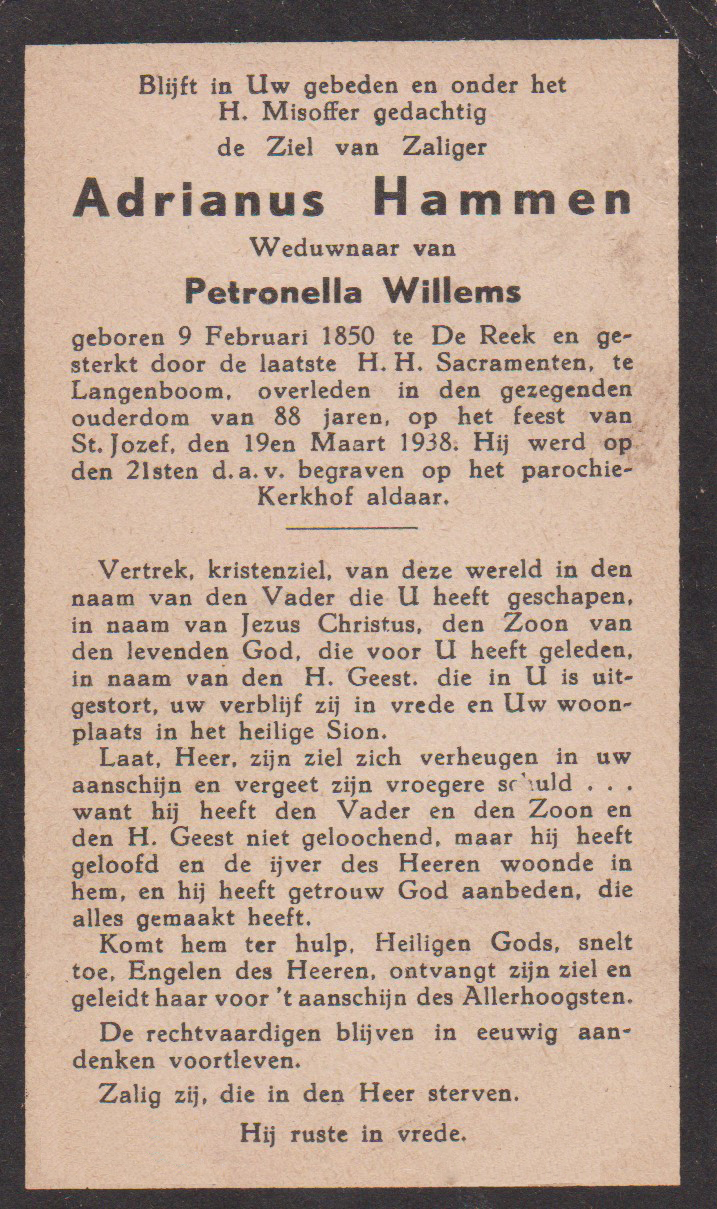 Blijft in Uw gebeden en onder het
H. Misoffer gedachtig
de Ziel van Zaliger
Adrianus Hammen
Weduwnaar van
Petronella Willems
geboren 9 Februari 1850 te De Reek en ge-
sterkt door de laatste H. H. Sacramenten, te
Langenboom, overleden in den gezegenden
ouderdom van 88 jaren, op het feest van
St. Jozef, den 19en Maart 1938. Hij werd op
den 21sten d. a. v. begraven op het parochie-
Kerkhof aldaar.
Vertrek, kristenziel, van deze wereld in den
naam van den Vader die U heeft geschapen,
in naam van Jezus Christus, den Zoon van
den levenden God, die voor U heeft geleden,
in naam van den H. Geest. die in U is uit-
gestort, uw verblijf zij in vrede en Uw woon-
plaats in het heilige Sion.
Laat, Heer, zijn ziel zich verheugen in uw
aanschijn en vergeet zijn vroegere schuld . . .
want hij heeft den Vader en den Zoon en
den H. Geest niet geloochend, maar hij heeft
geloofd en de ijver des Heeren woonde in
hem, en hij heeft getrouw God aanbeden, die
alles gemaakt heeft.
Komt hem ter hulp, Heiligen Gods, snelt
toe, Engelen des Heeren, ontvangt zijn ziel en
geleidt haar voor 't aanschijn des Allerhoogsten.
De rechtvaardigen blijven in eeuwig aan-
denken voortleven.
Zalig zij, die in den Heer sterven.
Hij ruste in vrede.